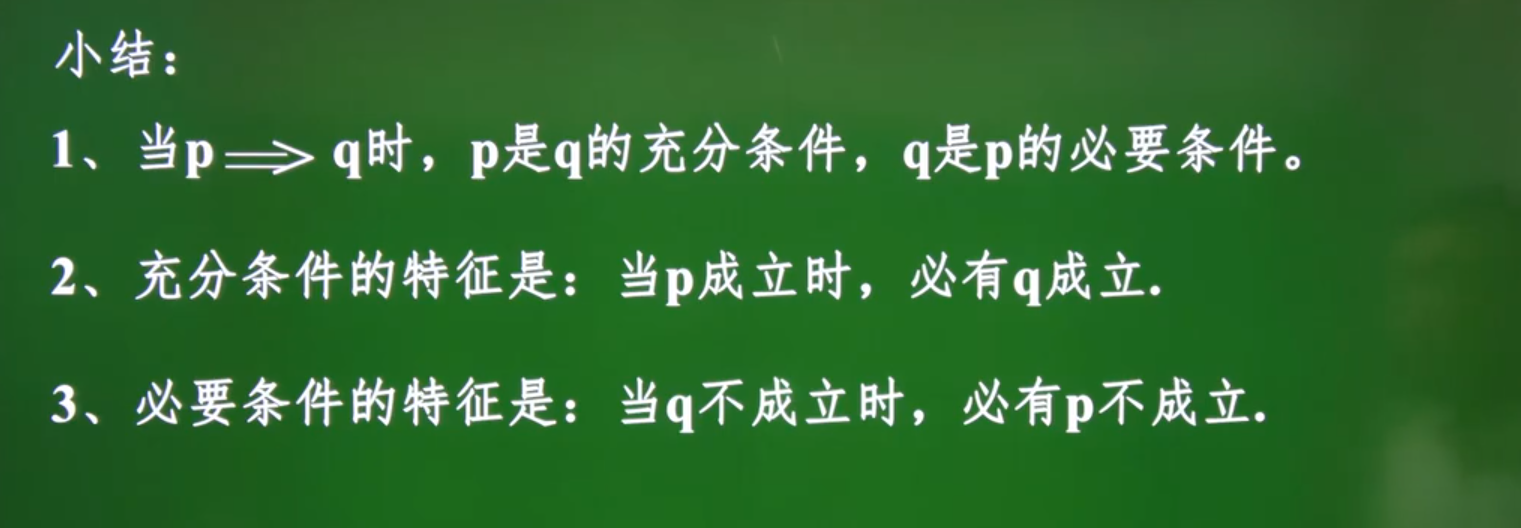 小结：
1、当p⟹q时，p是q的充分条件，q是p的必要条件。
2、充分条件的特征是：当p成立时，必有q成立.
3、必要条件的特征是：当q不成立时，必有p不成立.